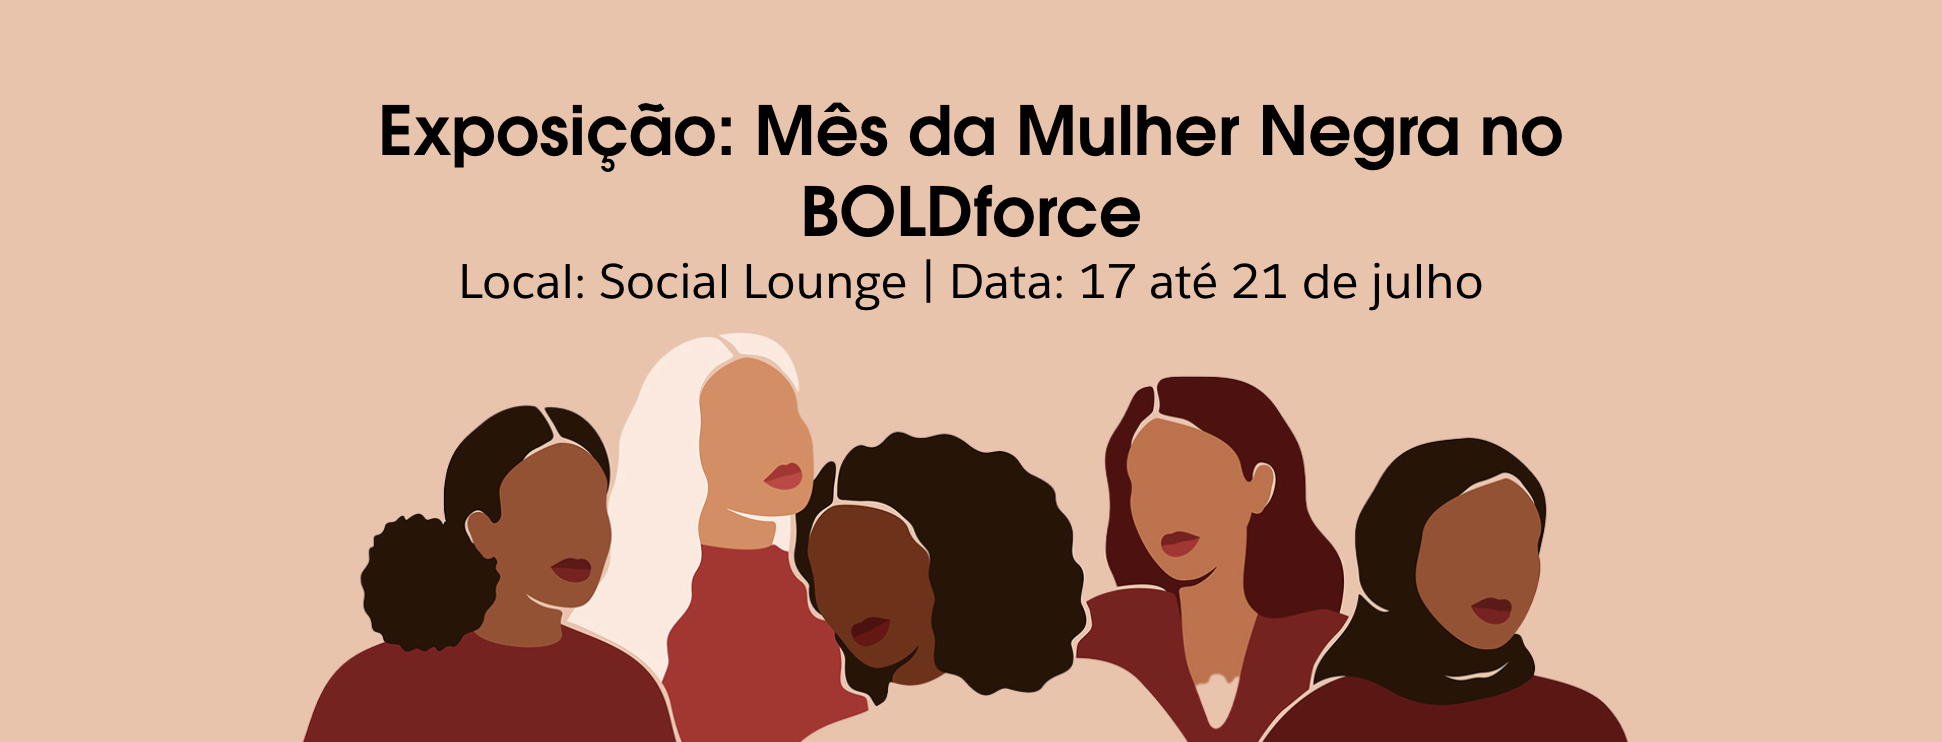 Exposição: Mês da Mulher Negra no
BOLDforce
Local: Social Lounge | Data: 17 até 21 de julho